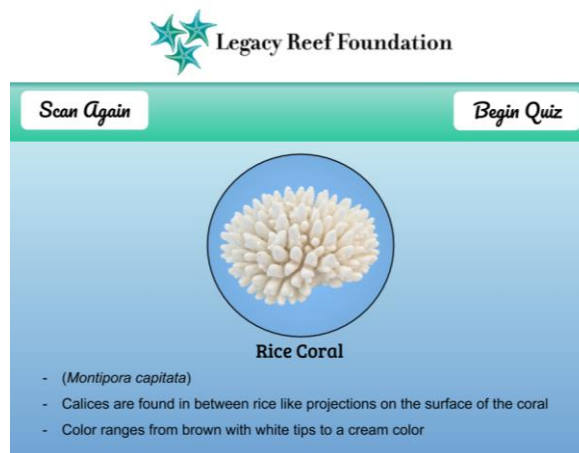 Legacy Reef Foundation
Scan Again
Begin Quiz
Rice Coral
- (Montipora capitata)
- Calices are found in between rice like projections on the surface of the coral
- Color ranges from brown with white tips to a cream color